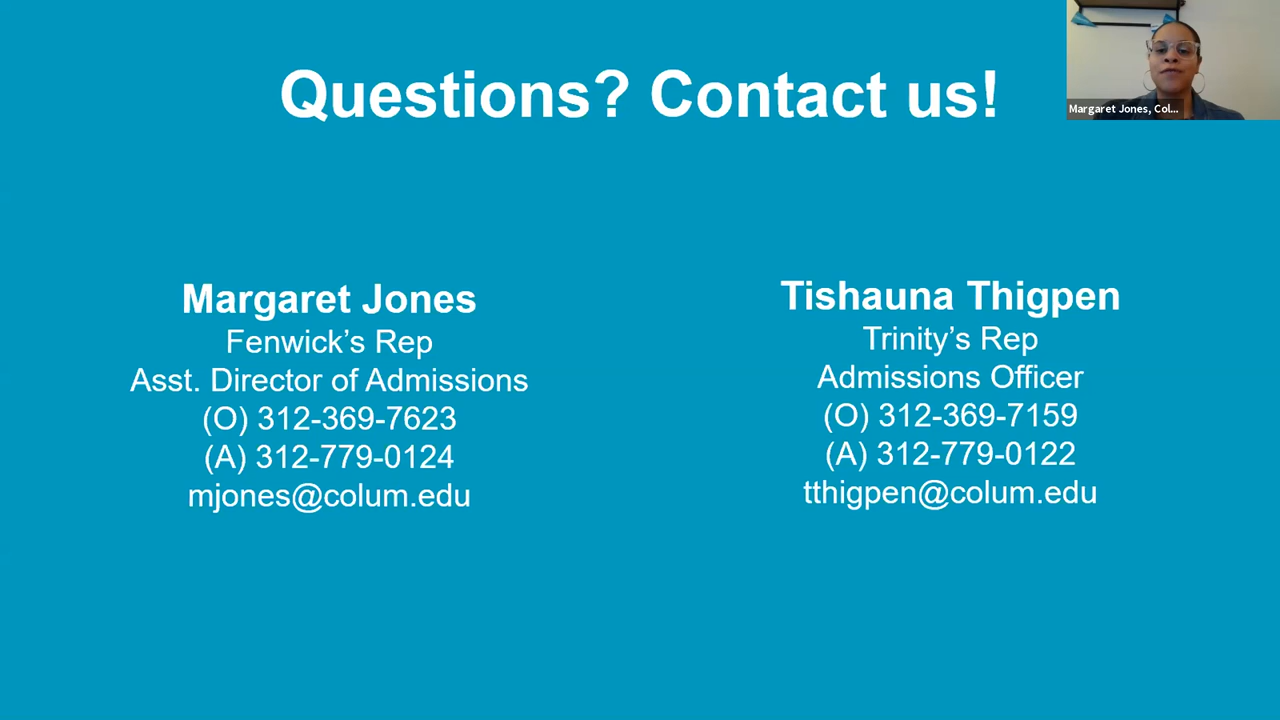 Questions? Contact us!
Margaret Jones, Col...
Margaret Jones
Fenwick's Rep
Asst. Director of Admissions
(O) 312-369-7623
(A) 312-779-0124
mjones@colum.edu
Tishauna Thigpen
Trinity's Rep
Admissions Officer
(O) 312-369-7159
(A) 312-779-0122
tthigpen@colum.edu